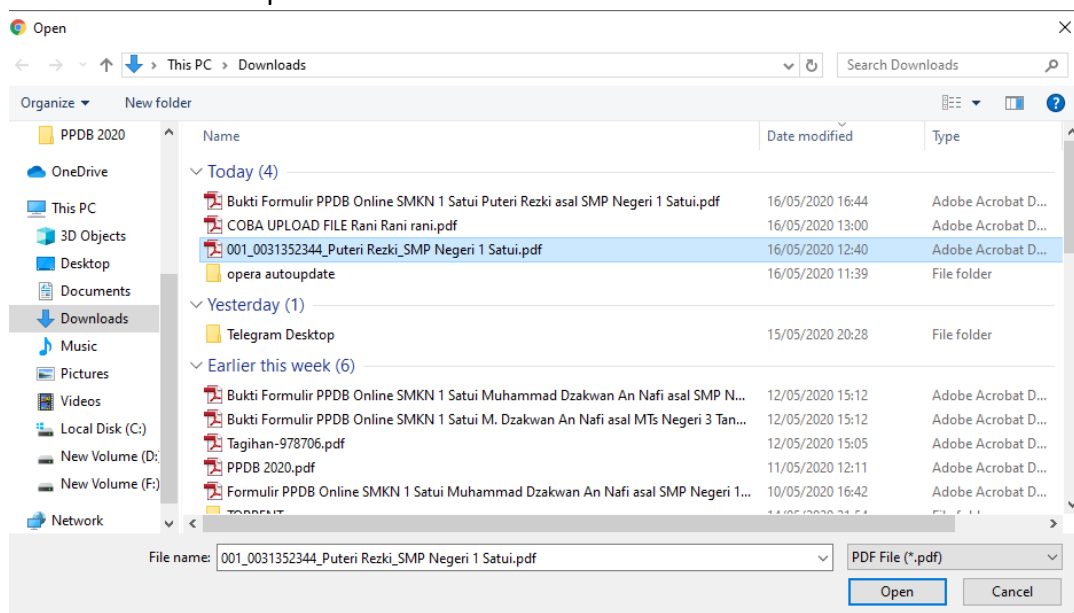 Open
This PC > Downloads
Search Downloads
Organize
New folder
PPDB 2020
OneDrive
This PC
3D Objects
Desktop
Documents
Downloads
Music
Pictures
Videos
Local Disk (C:)
New Volume (D:
New Volume (F:)
Network
Name Date modified Type
Today (4)
Bukti Formulir PPDB Online SMKN 1 Satui Puteri Rezki asal SMP Negeri 1 Satui.pdf 16/05/2020 16:44 Adobe Acrobat D...
COBA UPLOAD FILE Rani Rani rani.pdf 16/05/2020 13:00 Adobe Acrobat D...
001_0031352344_Puteri Rezki_SMP Negeri 1 Satui.pdf 16/05/2020 12:40 Adobe Acrobat D...
opera autoupdate 16/05/2020 11:39 File folder
Yesterday (1)
Telegram Desktop 15/05/2020 20:28 File folder
Earlier this week (6)
Bukti Formulir PPDB Online SMKN 1 Satui Muhammad Dzakwan An Nafi asal SMP N... 12/05/2020 15:12 Adobe Acrobat D...
Bukti Formulir PPDB Online SMKN 1 Satui M. Dzakwan An Nafi asal MTs Negeri 3 Tan... 12/05/2020 15:12 Adobe Acrobat D...
Tagihan-978706.pdf 12/05/2020 15:05 Adobe Acrobat D...
PPDB 2020.pdf 11/05/2020 12:11 Adobe Acrobat D...
Formulir PPDB Online SMKN 1 Satui Muhammad Dzakwan An Nafi asal SMP Negeri 1... 10/05/2020 16:42 Adobe Acrobat D...
File name: 001_0031352344_Puteri Rezki_SMP Negeri 1 Satui.pdf
PDF File (*.pdf)
Open
Cancel